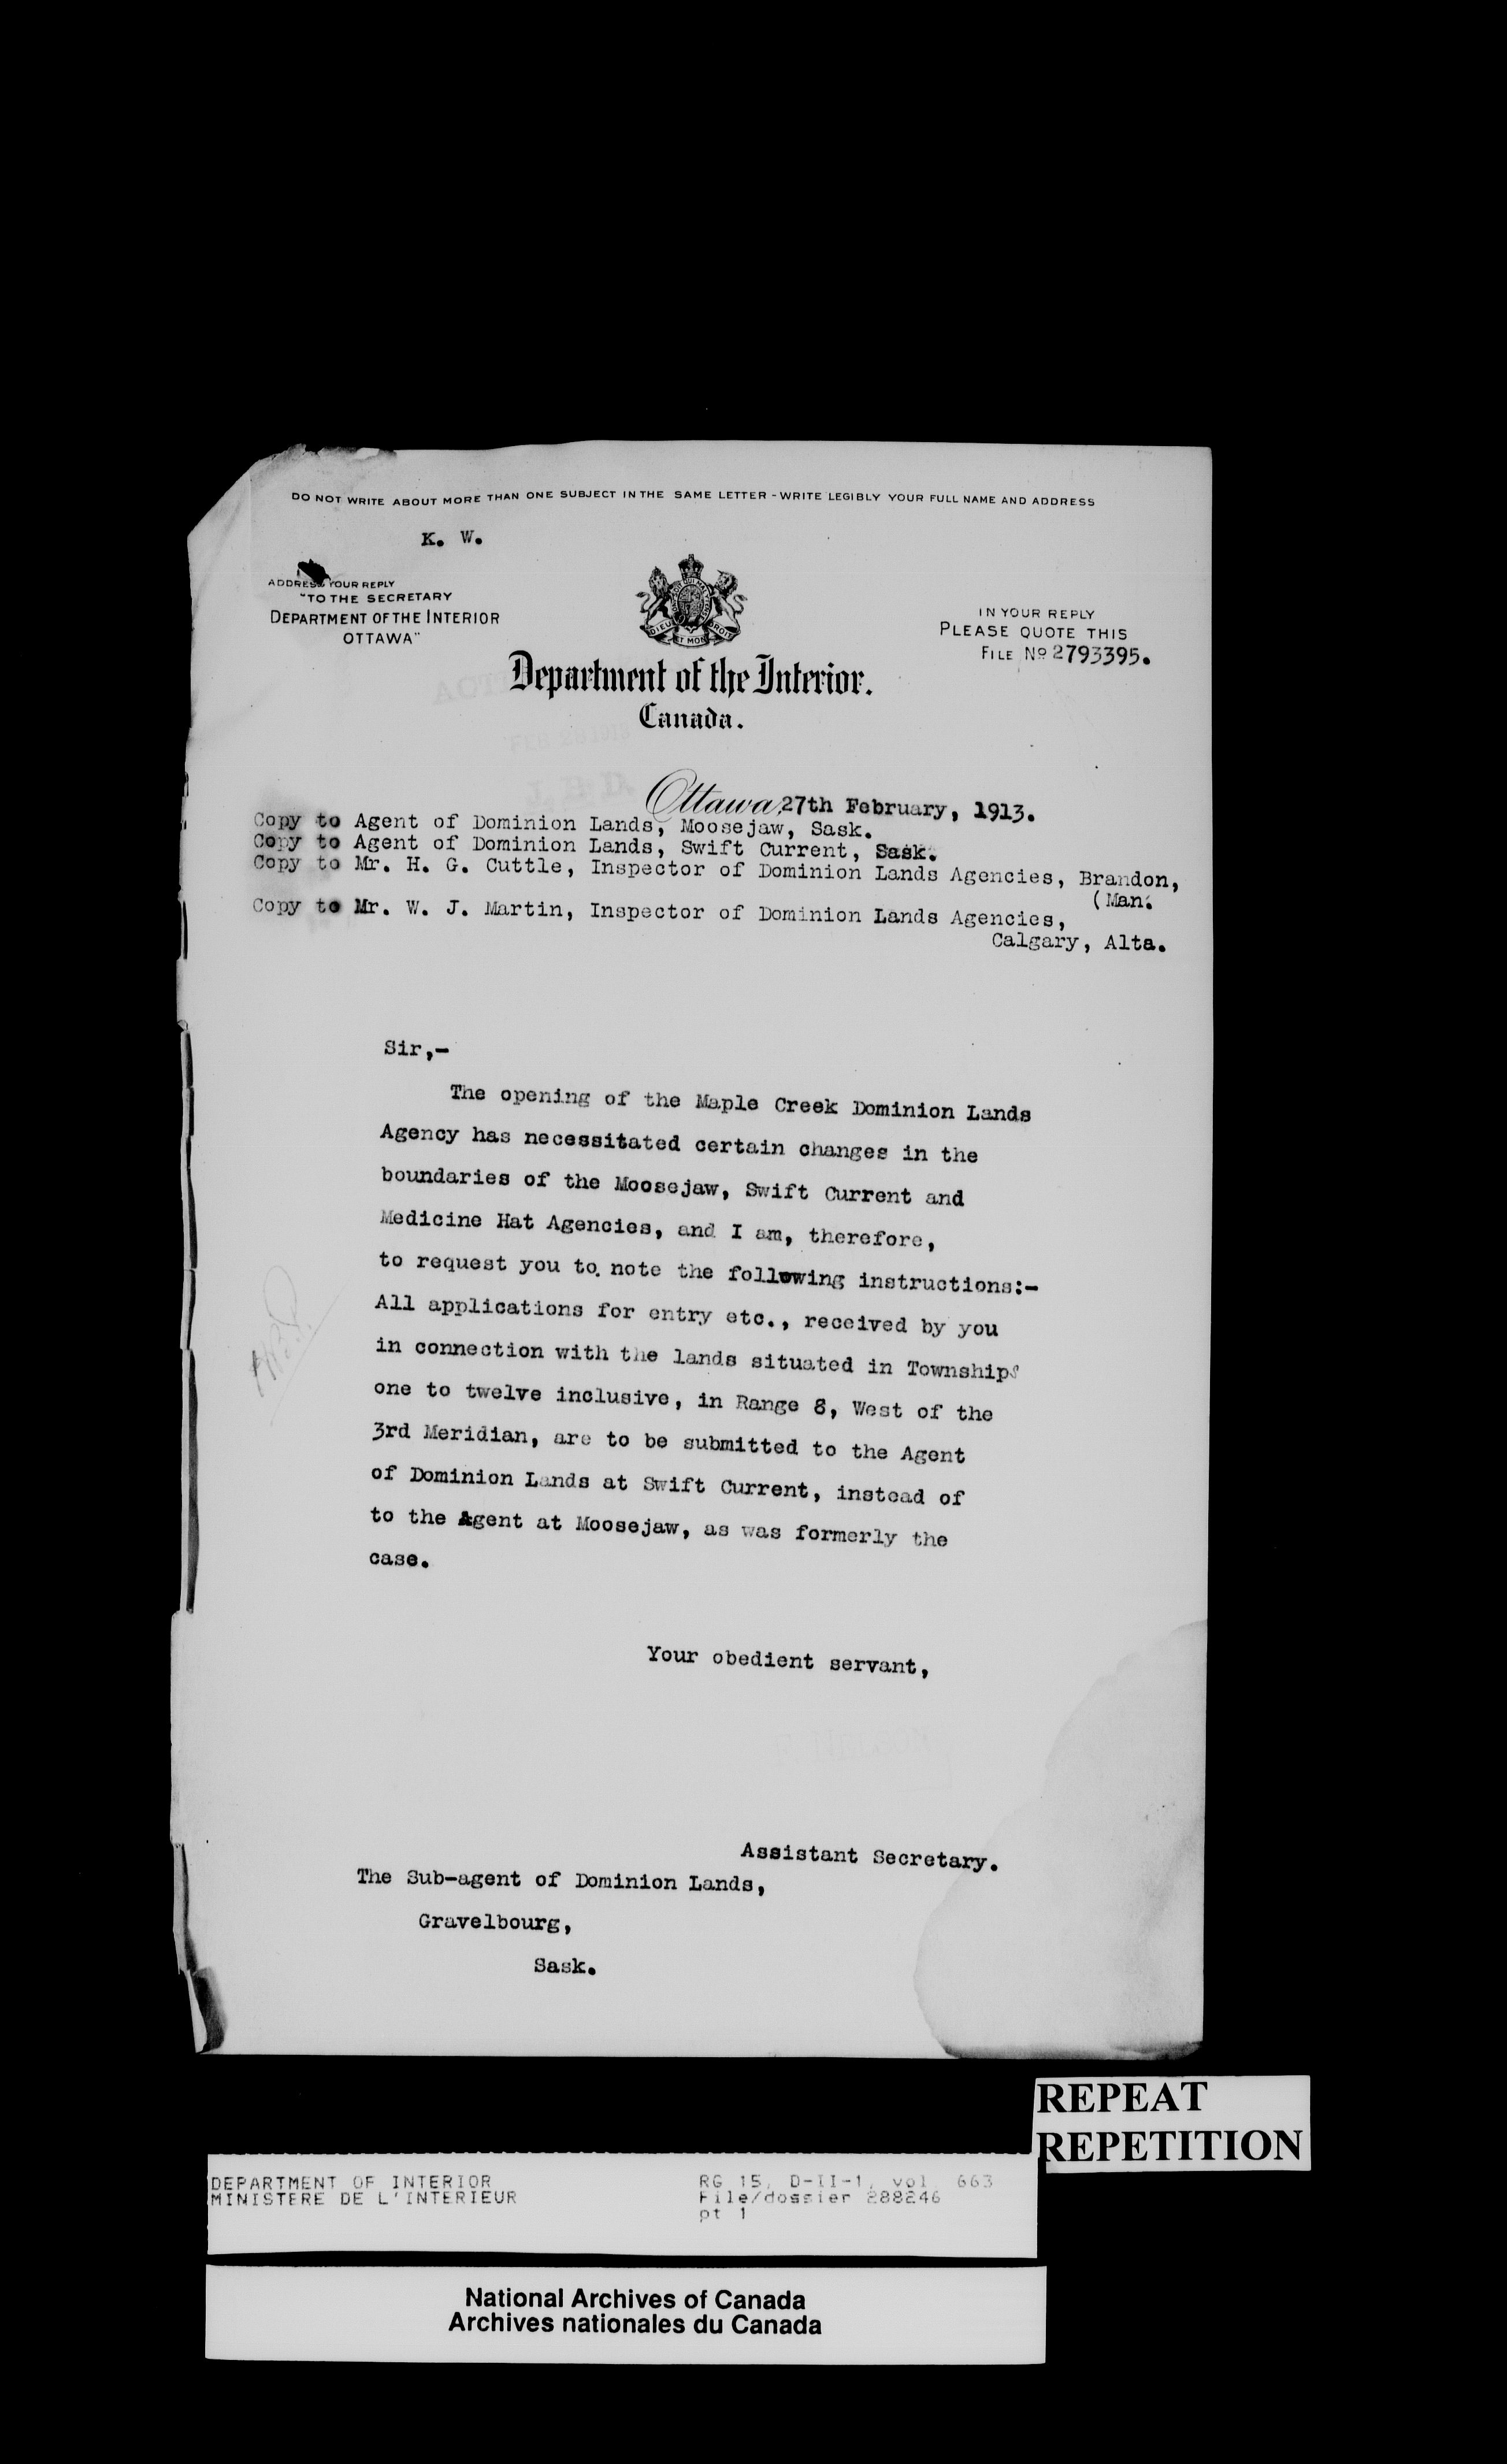 DO NOT WRITE ABOUT MORE THAN ONE SUBJECT IN THE SAME LETTER - WRITE LEGIBLY YOUR FULL NAME AND ADDRESS
K. W.
ADDRESS YOUR REPLY
"TO THE SECRETARY
DEPARTMENT OF THE INTERIOR
OTTAWA"
IN YOUR REPLY
PLEASE QUOTE THIS
FILE No 2793395.
DIEU ET MON DROIT
Department of the Interior.
Canada.
FEB 28 1913
Ottawa, 27th February, 1913.
Copy to Agent of Dominion Lands, Moosejaw, Sask.
Copy to Agent of Dominion Lands, Swift Current, Sask.
Copy to Mr. H. G. Cuttle, Inspector of Dominion Lands Agencies, Brandon,
(Man.
Copy to Mr. W. J. Martin, Inspector of Dominion Lands Agencies,
Calgary, Alta.
Sir,-
The opening of the Maple Creek Dominion Lands
Agency has necessitated certain changes in the
boundaries of the Moosejaw, Swift Current and
Medicine Hat Agencies, and I am, therefore,
to request you to note the following instructions:-
All applications for entry etc., received by you
in connection with the lands situated in Townships
one to twelve inclusive, in Range 8, West of the
3rd Meridian, are to be submitted to the Agent
of Dominion Lands at Swift Current, instead of
to the Agent at Moosejaw, as was formerly the
case.
Your obedient servant,
Assistant Secretary.
The Sub-agent of Dominion Lands,
Gravelbourg,
Sask.
REPEAT
REPETITION
DEPARTMENT OF INTERIOR
MINISTERE DE L'INTERIEUR
RG 15, D-II-1, vol. 663
File/dossier 288246
pt 1
National Archives of Canada
Archives nationales du Canada